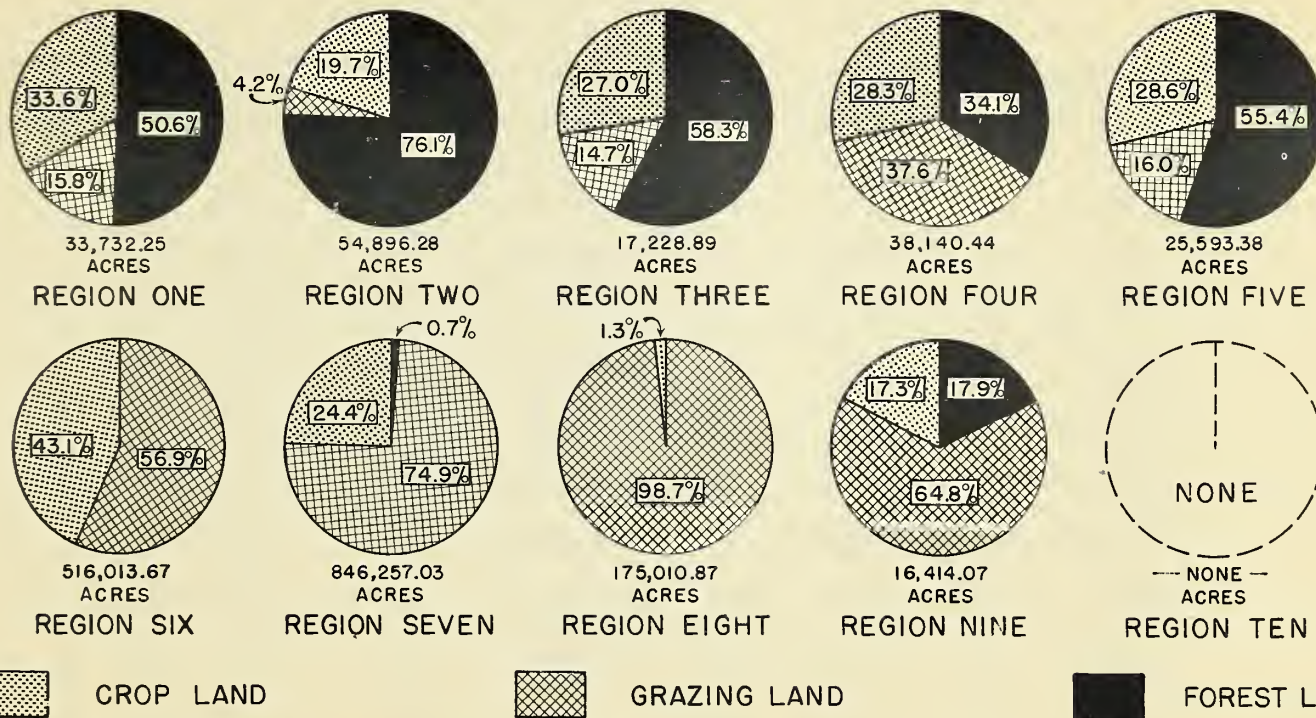 33.6%
50.6%
15.8%
33,732.25
ACRES
REGION ONE
4.2%
19.7%
76.1%
54,896.28
ACRES
REGION TWO
27.0%
58.3%
14.7%
17,228.89
ACRES
REGION THREE
28.3%
34.1%
37.6%
38,140.44
ACRES
REGION FOUR
28.6%
55.4%
16.0%
25,593.38
ACRES
REGION FIVE
43.1%
56.9%
516,013.67
ACRES
REGION SIX
0.7%
24.4%
74.9%
846,257.03
ACRES
REGION SEVEN
1.3%
98.7%
175,010.87
ACRES
REGION EIGHT
17.3%
17.9%
64.8%
16,414.07
ACRES
REGION NINE
NONE
NONE
ACRES
REGION TEN
CROP LAND
GRAZING LAND
FOREST L